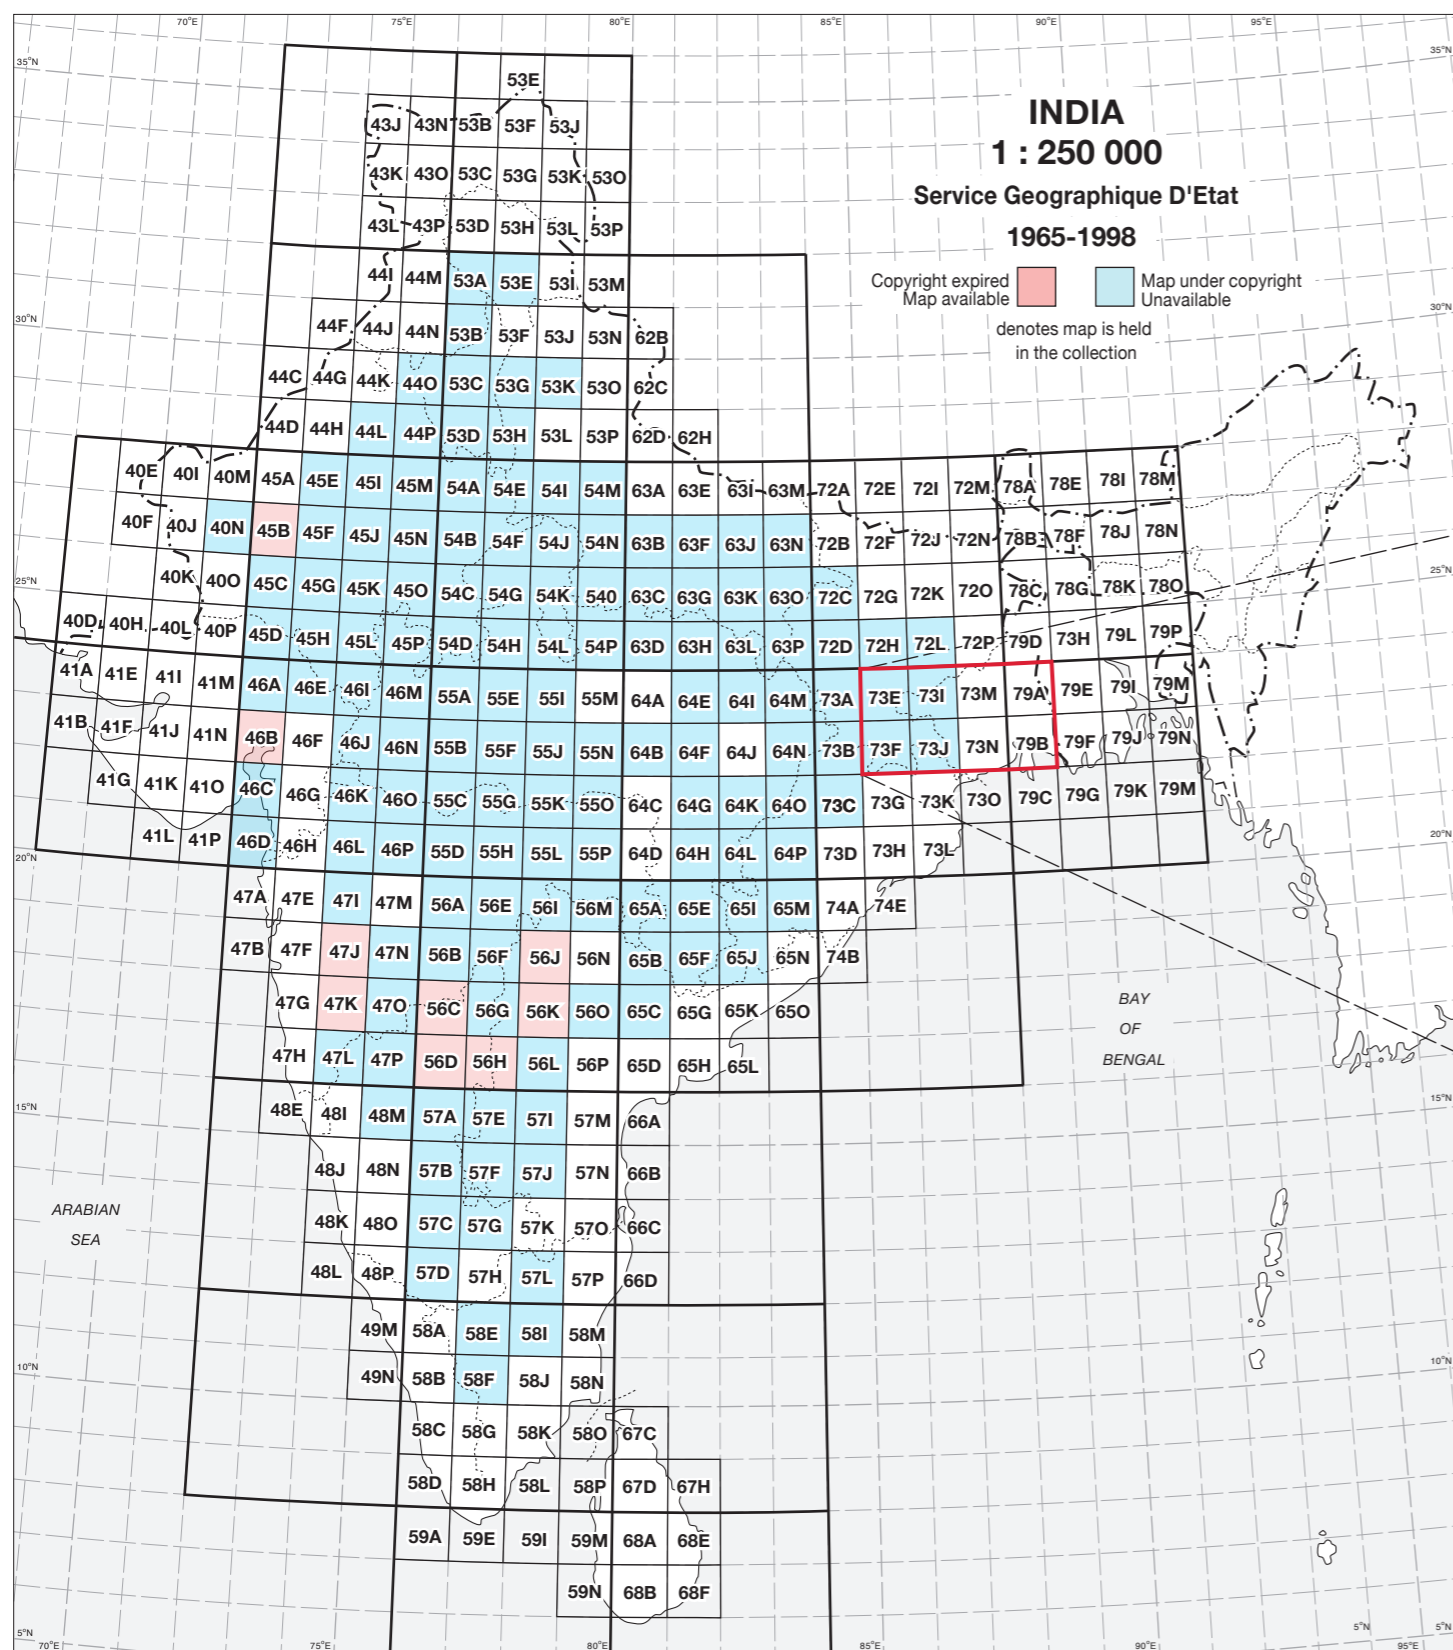 70°E 75°E 80°E 85°E 90°E 95°E
35°N 35°N
INDIA
1 : 250 000
Service Geographique D'Etat
1965-1998
Copyright expired
Map available
Map under copyright
Unavailable
denotes map is held
in the collection
53E
43J 43N 53B 53F 53J
43K 43O 53C 53G 53K 53O
43L 43P 53D 53H 53L 53P
44I 44M 53A 53E 53I 53M
30°N 30°N
44F 44J 44N 53B 53F 53J 53N 62B
44C 44G 44K 44O 53C 53G 53K 53O 62C
44D 44H 44L 44P 53D 53H 53L 53P 62D 62H
40E 40I 40M 45A 45E 45I 45M 54A 54E 54I 54M 63A 63E 63I 63M 72A 72E 72I 72M 78A 78E 78I 78M
40F 40J 40N 45B 45F 45J 45N 54B 54F 54J 54N 63B 63F 63J 63N 72B 72F 72J 72N 78B 78F 78J 78N
25°N 25°N
40K 40O 45C 45G 45K 45O 54C 54G 54K 540 63C 63G 63K 63O 72C 72G 72K 72O 78C 78G 78K 78O
40D 40H 40L 40P 45D 45H 45L 45P 54D 54H 54L 54P 63D 63H 63L 63P 72D 72H 72L 72P 79D 73H 79L 79P
41A 41E 41I 41M 46A 46E 46I 46M 55A 55E 55I 55M 64A 64E 64I 64M 73A 73E 73I 73M 79A 79E 79I 79M
41B 41F 41J 41N 46B 46F 46J 46N 55B 55F 55J 55N 64B 64F 64J 64N 73B 73F 73J 73N 79B 79F 79J 79N
41G 41K 41O 46C 46G 46K 46O 55C 55G 55K 55O 64C 64G 64K 64O 73C 73G 73K 73O 79C 79G 79K 79M
20°N 20°N
41L 41P 46D 46H 46L 46P 55D 55H 55L 55P 64D 64H 64L 64P 73D 73H 73L
47A 47E 47I 47M 56A 56E 56I 56M 65A 65E 65I 65M 74A 74E
47B 47F 47J 47N 56B 56F 56J 56N 65B 65F 65J 65N 74B
47G 47K 47O 56C 56G 56K 56O 65C 65G 65K 65O
BAY
OF
BENGAL
47H 47L 47P 56D 56H 56L 56P 65D 65H 65L
15°N 15°N
48E 48I 48M 57A 57E 57I 57M 66A
48J 48N 57B 57F 57J 57N 66B
ARABIAN
SEA
48K 48O 57C 57G 57K 57O 66C
48L 48P 57D 57H 57L 57P 66D
49M 58A 58E 58I 58M
10°N 10°N
49N 58B 58F 58J 58N
58C 58G 58K 58O 67C
58D 58H 58L 58P 67D 67H
59A 59E 59I 59M 68A 68E
59N 68B 68F
5°N 5°N 5°N
70°E 75°E 80°E 85°E 90°E 95°E